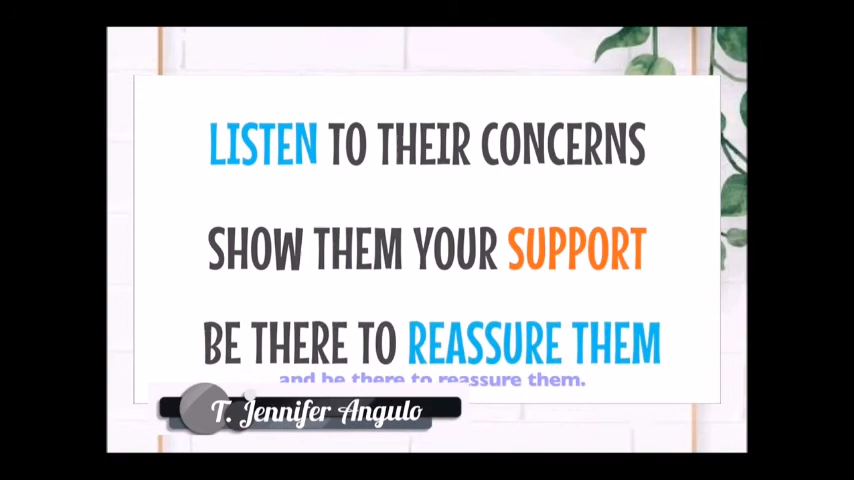 LISTEN TO THEIR CONCERNS
SHOW THEM YOUR SUPPORT
BE THERE TO REASSURE THEM
and be there to reassure them.
T. Jennifer Angulo